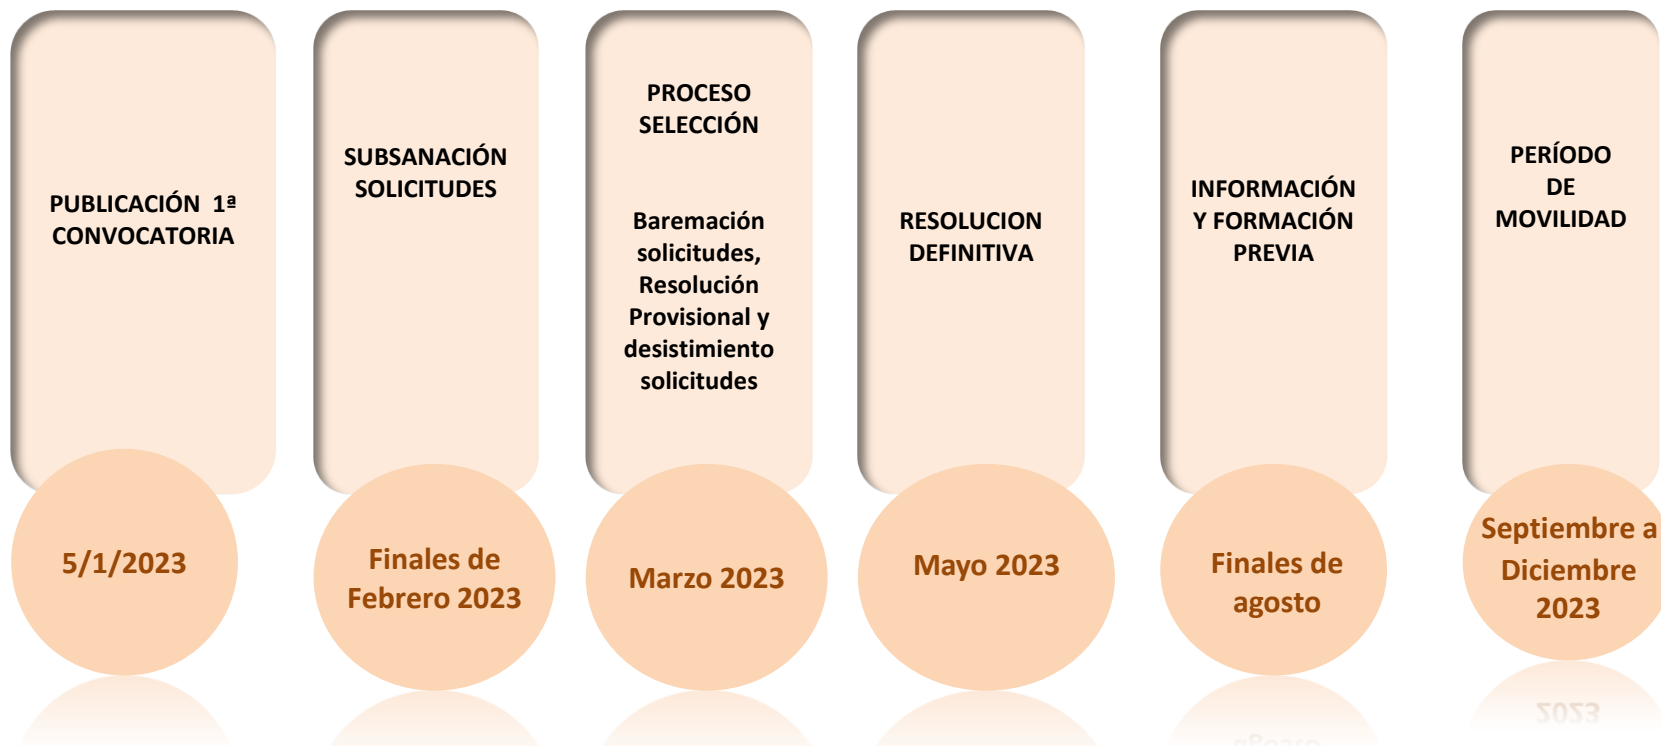 PUBLICACIÓN 1ª
CONVOCATORIA
5/1/2023
SUBSANACIÓN
SOLICITUDES
Finales de
Febrero 2023
PROCESO
SELECCIÓN
Baremación
solicitudes,
Resolución
Provisional y
desistimiento
solicitudes
Marzo 2023
RESOLUCION
DEFINITIVA
Mayo 2023
INFORMACIÓN
Y FORMACIÓN
PREVIA
Finales de
agosto
PERÍODO
DE
MOVILIDAD
Septiembre a
Diciembre
2023